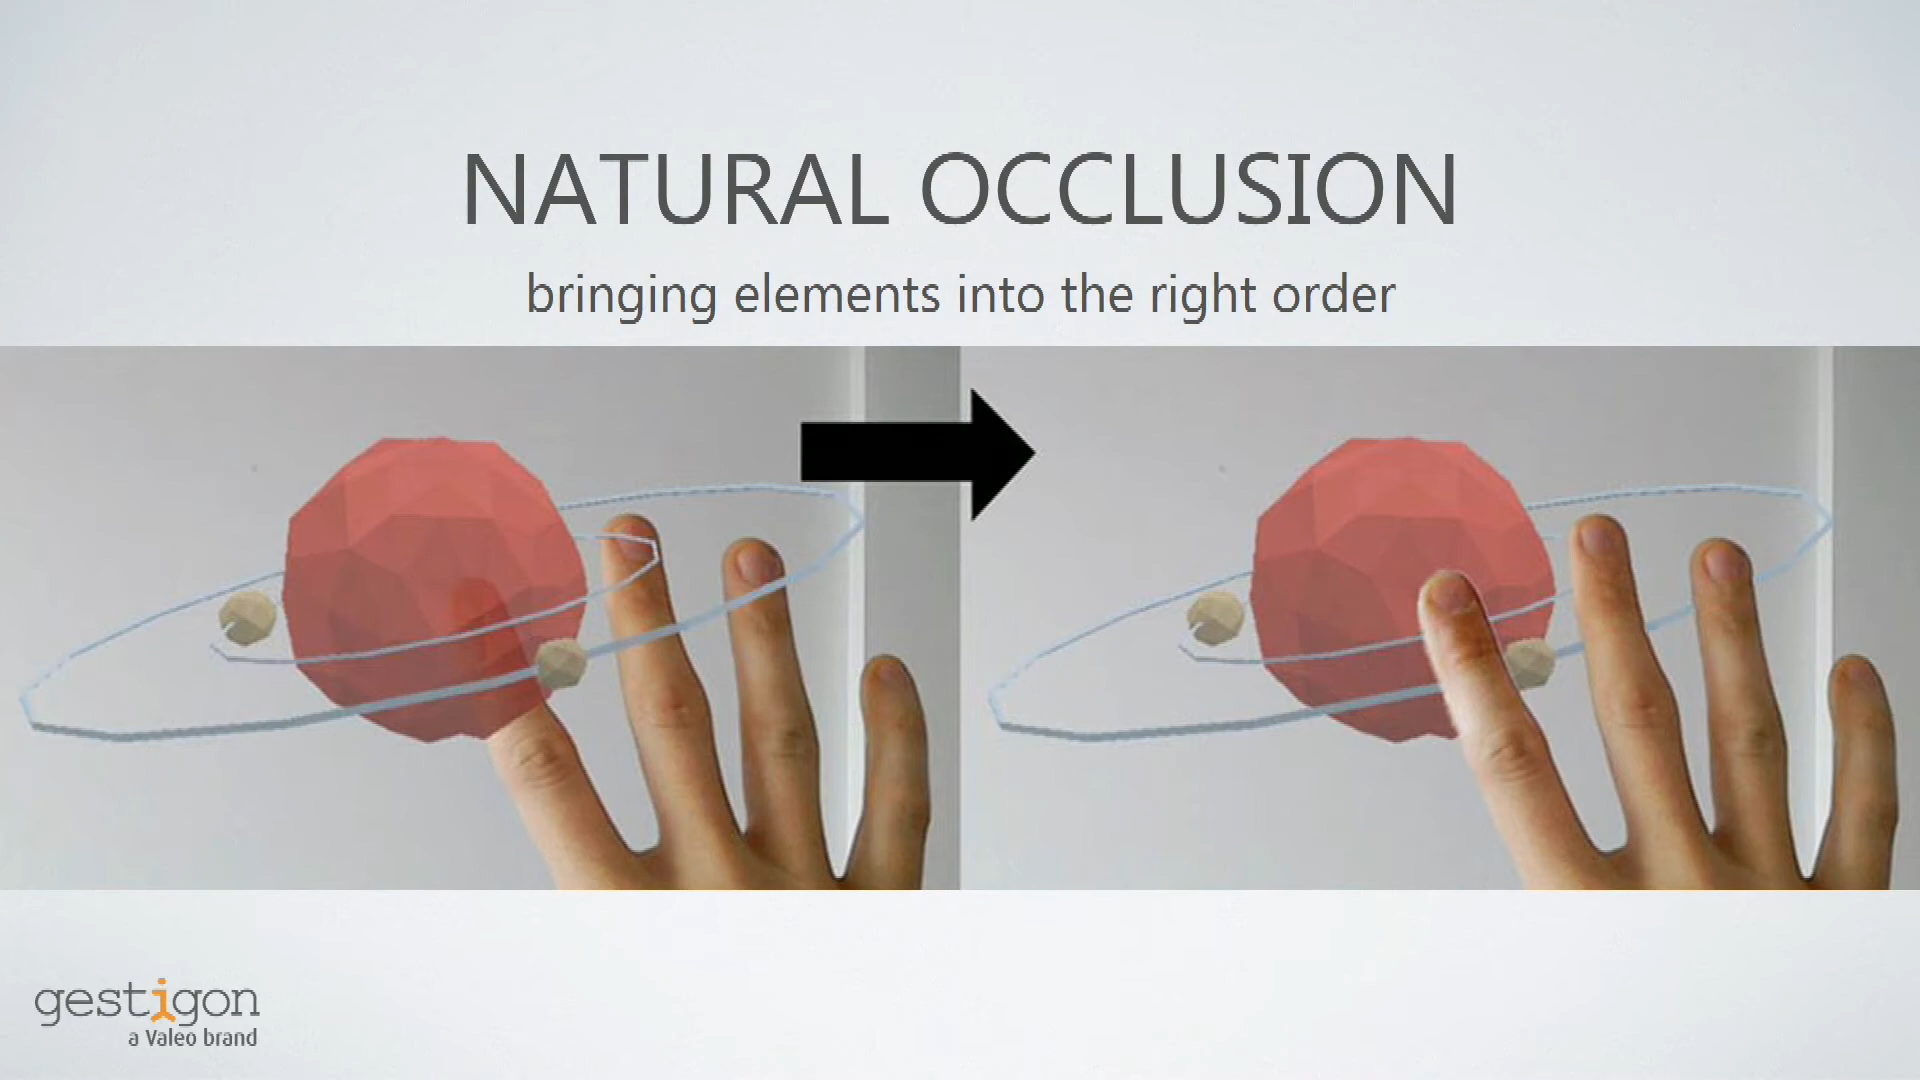 NATURAL OCCLUSION
bringing elements into the right order
gestigon
a Valeo brand